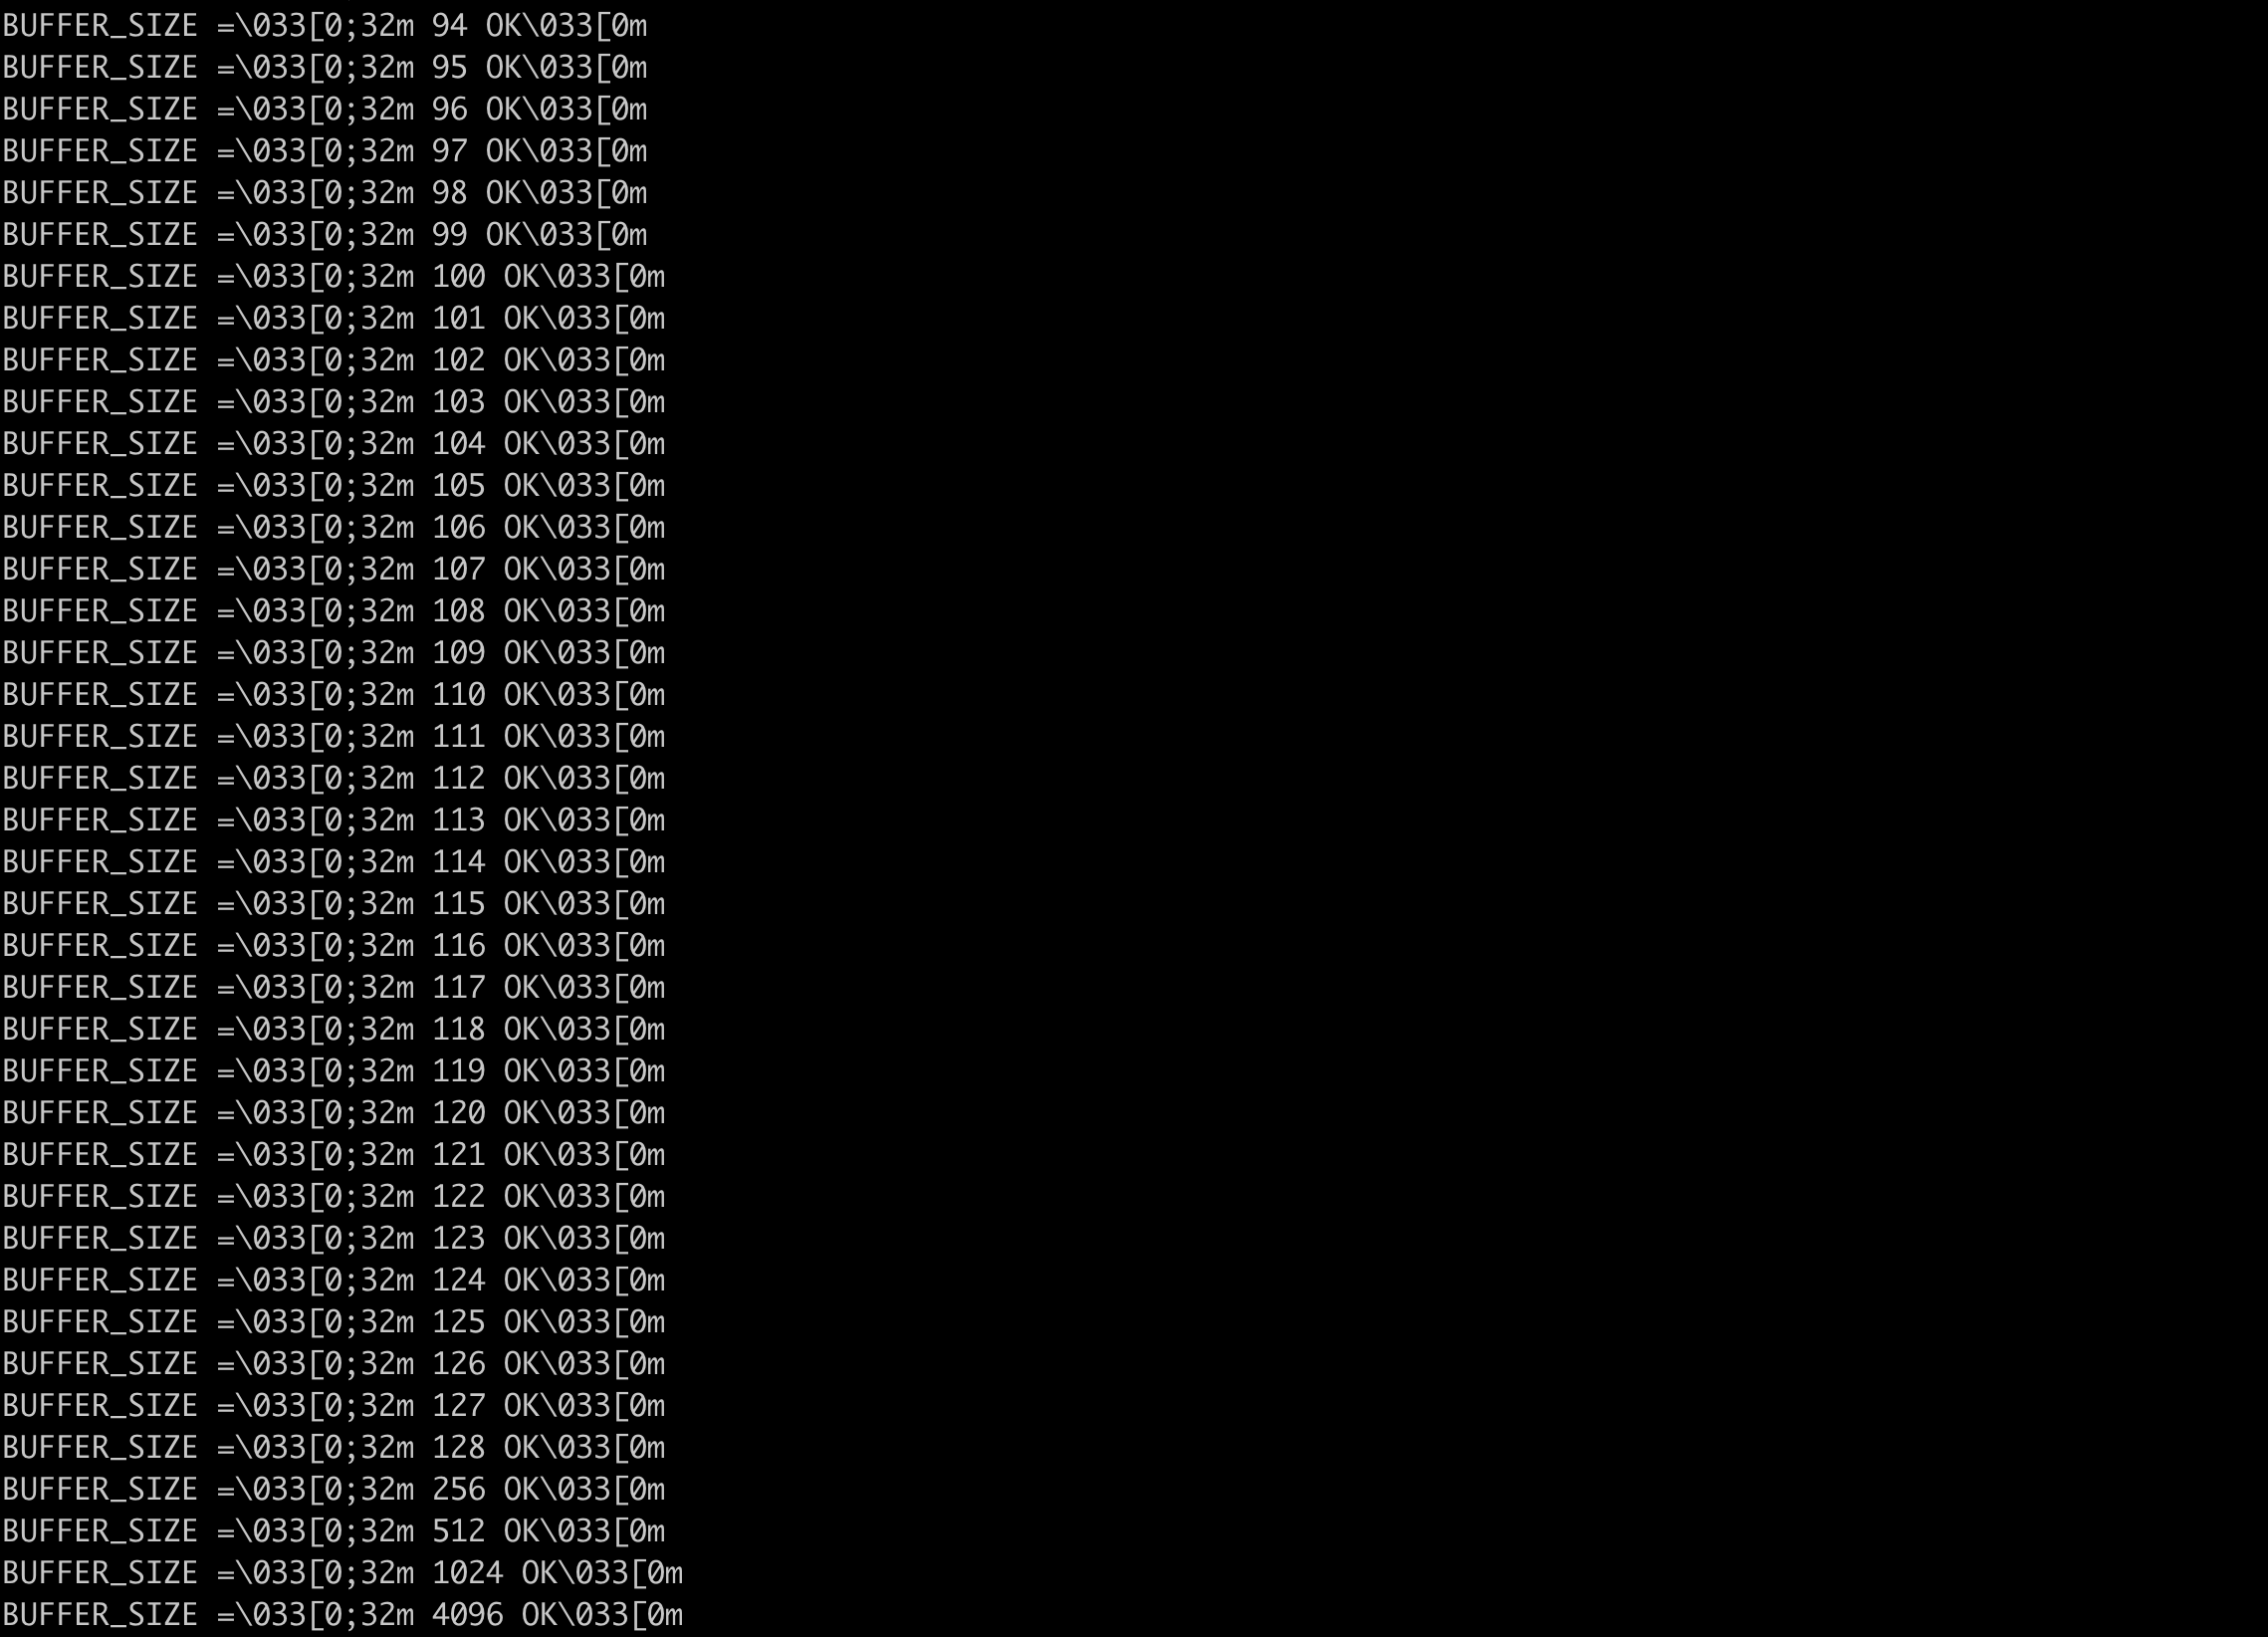 BUFFER_SIZE =\033[0;32m 94 OK\033[0m
BUFFER_SIZE =\033[0;32m 95 OK\033[0m
BUFFER_SIZE =\033[0;32m 96 OK\033[0m
BUFFER_SIZE =\033[0;32m 97 OK\033[0m
BUFFER_SIZE =\033[0;32m 98 OK\033[0m
BUFFER_SIZE =\033[0;32m 99 OK\033[0m
BUFFER_SIZE =\033[0;32m 100 OK\033[0m
BUFFER_SIZE =\033[0;32m 101 OK\033[0m
BUFFER_SIZE =\033[0;32m 102 OK\033[0m
BUFFER_SIZE =\033[0;32m 103 OK\033[0m
BUFFER_SIZE =\033[0;32m 104 OK\033[0m
BUFFER_SIZE =\033[0;32m 105 OK\033[0m
BUFFER_SIZE =\033[0;32m 106 OK\033[0m
BUFFER_SIZE =\033[0;32m 107 OK\033[0m
BUFFER_SIZE =\033[0;32m 108 OK\033[0m
BUFFER_SIZE =\033[0;32m 109 OK\033[0m
BUFFER_SIZE =\033[0;32m 110 OK\033[0m
BUFFER_SIZE =\033[0;32m 111 OK\033[0m
BUFFER_SIZE =\033[0;32m 112 OK\033[0m
BUFFER_SIZE =\033[0;32m 113 OK\033[0m
BUFFER_SIZE =\033[0;32m 114 OK\033[0m
BUFFER_SIZE =\033[0;32m 115 OK\033[0m
BUFFER_SIZE =\033[0;32m 116 OK\033[0m
BUFFER_SIZE =\033[0;32m 117 OK\033[0m
BUFFER_SIZE =\033[0;32m 118 OK\033[0m
BUFFER_SIZE =\033[0;32m 119 OK\033[0m
BUFFER_SIZE =\033[0;32m 120 OK\033[0m
BUFFER_SIZE =\033[0;32m 121 OK\033[0m
BUFFER_SIZE =\033[0;32m 122 OK\033[0m
BUFFER_SIZE =\033[0;32m 123 OK\033[0m
BUFFER_SIZE =\033[0;32m 124 OK\033[0m
BUFFER_SIZE =\033[0;32m 125 OK\033[0m
BUFFER_SIZE =\033[0;32m 126 OK\033[0m
BUFFER_SIZE =\033[0;32m 127 OK\033[0m
BUFFER_SIZE =\033[0;32m 128 OK\033[0m
BUFFER_SIZE =\033[0;32m 256 OK\033[0m
BUFFER_SIZE =\033[0;32m 512 OK\033[0m
BUFFER_SIZE =\033[0;32m 1024 OK\033[0m
BUFFER_SIZE =\033[0;32m 4096 OK\033[0m